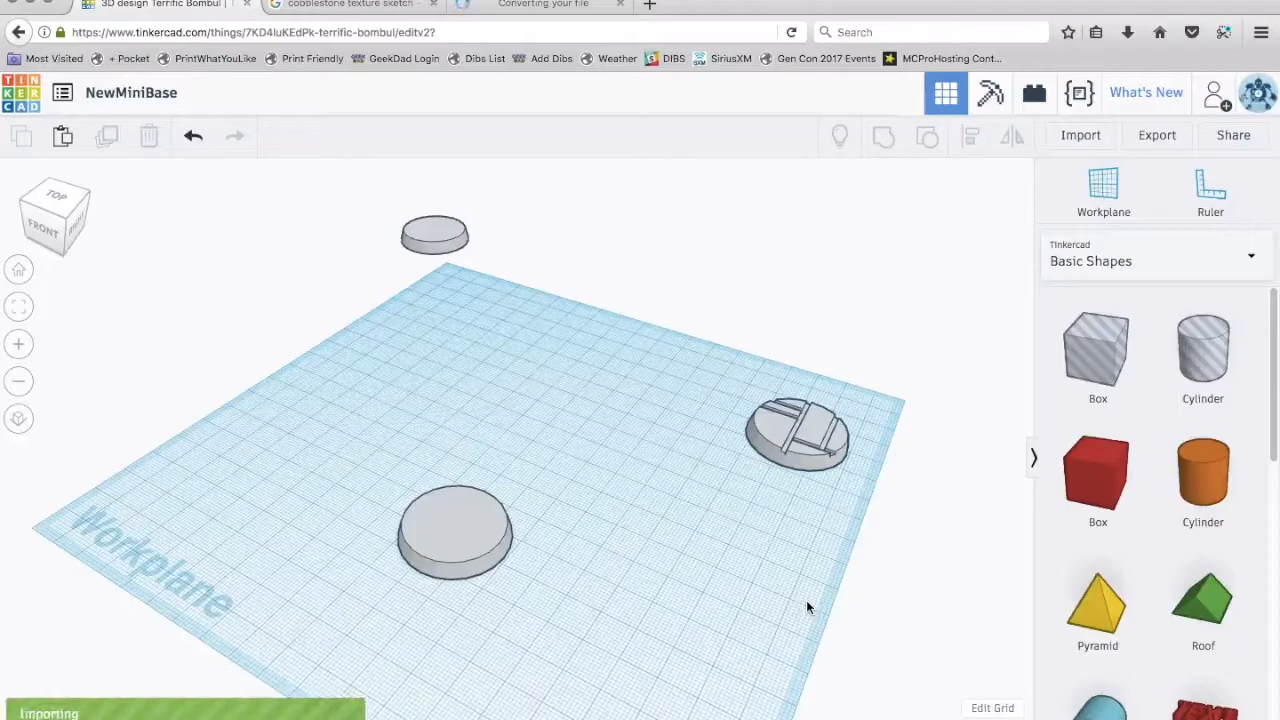 3D design Terrific Bombul |
cobblestone texture sketch -
Converting your file
https://www.tinkercad.com/things/7KD4luKEdPk-terrific-bombul/editv2?
Search
Most Visited
+ Pocket
PrintWhatYouLike
Print Friendly
GeekDad Login
Dibs List
Add Dibs
Weather
DIBS
SiriusXM
Gen Con 2017 Events
MCProHosting Cont...
TIN
KER
CAD
NewMiniBase
What's New
Import
Export
Share
TOP
FRONT
RIGHT
Workplane
Ruler
Tinkercad
Basic Shapes
Box
Cylinder
Box
Cylinder
Pyramid
Roof
Workplane
Edit Grid
Importing